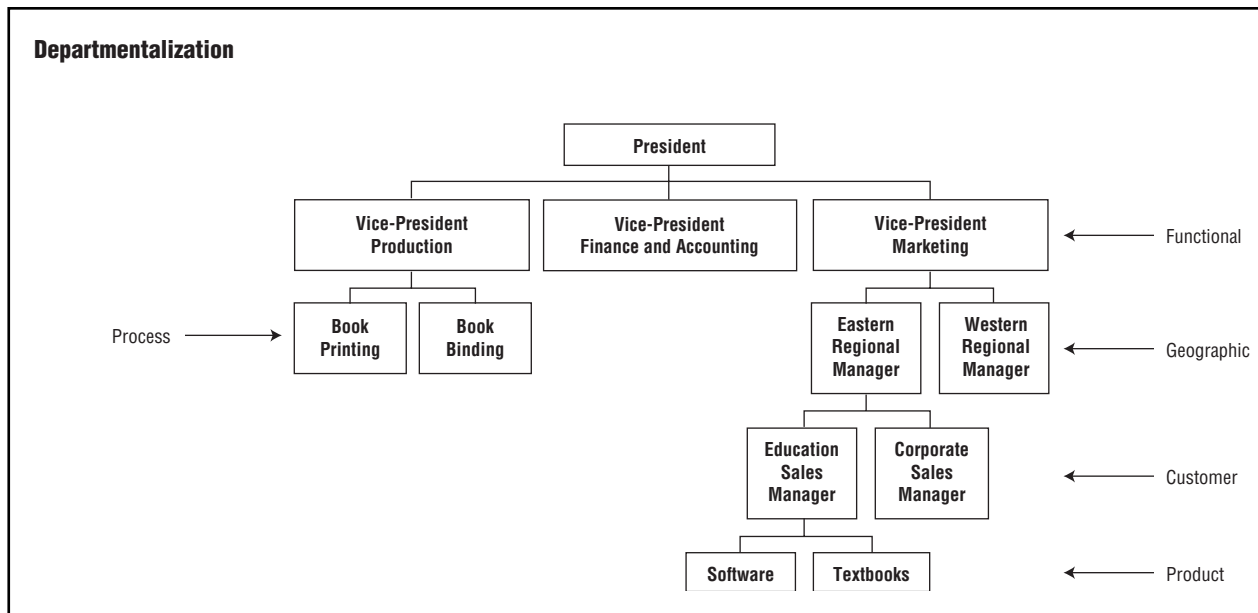 Departmentalization
President
Vice-President
Production
Vice-President
Finance and Accounting
Vice-President
Marketing
Functional
Process
Book
Printing
Book
Binding
Eastern
Regional
Manager
Western
Regional
Manager
Geographic
Education
Sales
Manager
Corporate
Sales
Manager
Customer
Software
Textbooks
Product